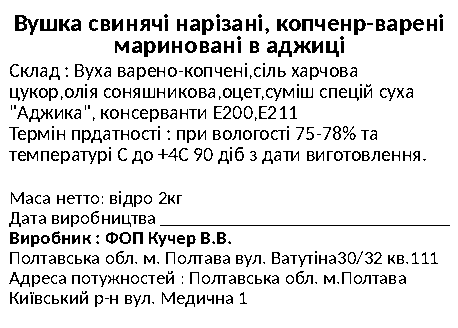 Вушка свинячі нарізані, копченр-варені
мариновані в аджиці
Склад : Вуха варено-копчені,сіль харчова
цукор,олія соняшникова,оцет,суміш спецій суха
"Аджика", консерванти Е200,Е211
Термін прдатності : при вологості 75-78% та
температурі С до +4С 90 діб з дати виготовлення.
Маса нетто: відро 2кг
Дата виробництва ______________________________
Виробник : ФОП Кучер В.В.
Полтавська обл. м. Полтава вул. Ватутіна30/32 кв.111
Адреса потужностей : Полтавська обл. м.Полтава
Київський р-н вул. Медична 1